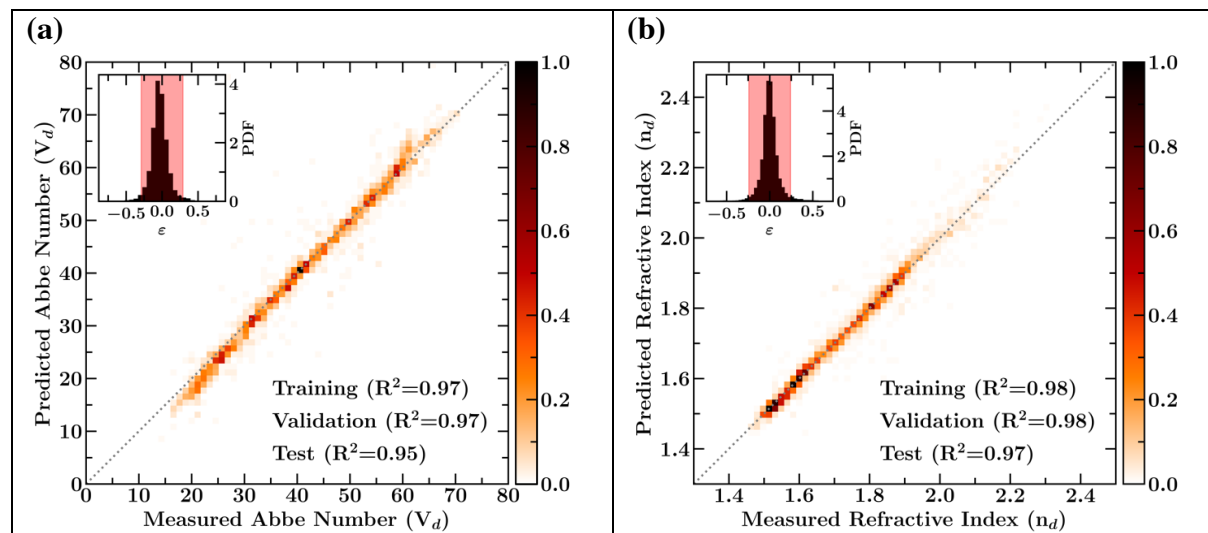 (a)
80
70
60
50
40
30
20
10
0
Predicted Abbe Number (V_d)
0 10 20 30 40 50 60 70 80
Measured Abbe Number (V_d)
−0.5 0.0 0.5
ε
4
2
0
PDF
Training (R²=0.97)
Validation (R²=0.97)
Test (R²=0.95)
1.0
0.8
0.6
0.4
0.2
0.0
(b)
2.4
2.2
2.0
1.8
1.6
1.4
Predicted Refractive Index (n_d)
1.4 1.6 1.8 2.0 2.2 2.4
Measured Refractive Index (n_d)
−0.5 0.0 0.5
ε
4
2
0
PDF
Training (R²=0.98)
Validation (R²=0.98)
Test (R²=0.97)
1.0
0.8
0.6
0.4
0.2
0.0